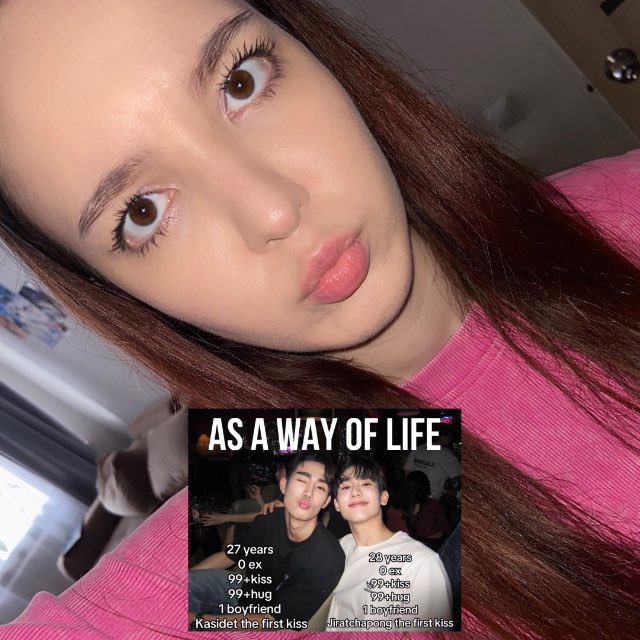 AS A WAY OF LIFE
27 years
0 ex
99+kiss
99+hug
1 boyfriend
Kasidet the first kiss
28 years
0 ex
99+kiss
99+hug
1 boyfriend
Jiratchapong the first kiss